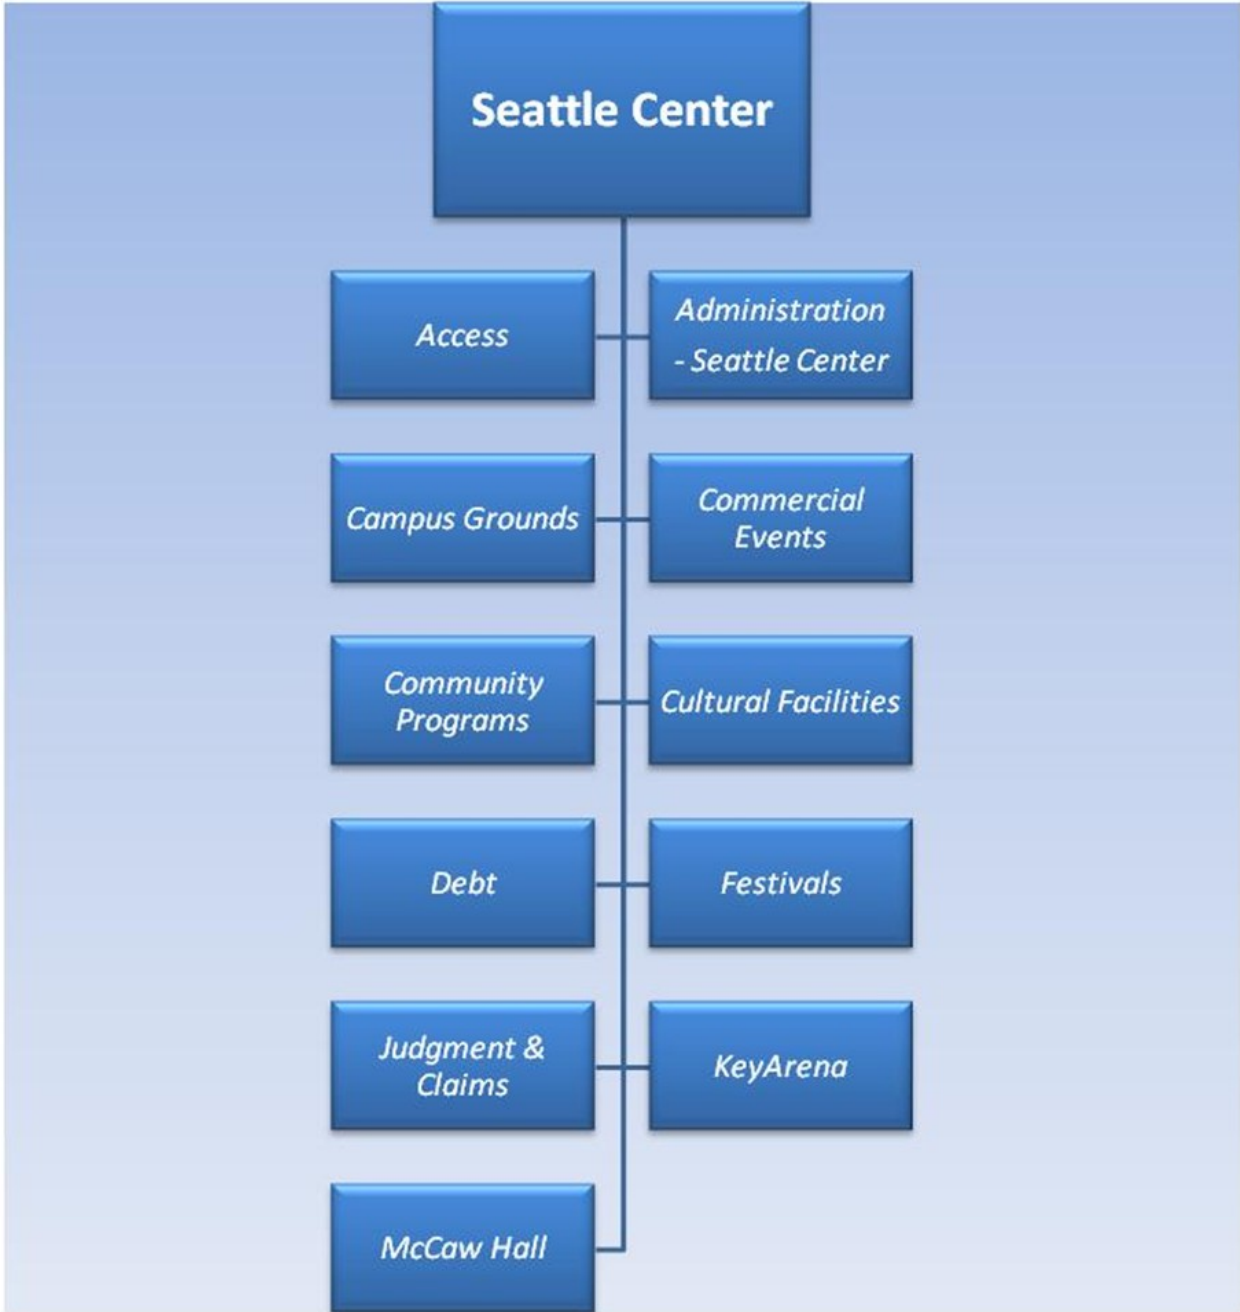 Seattle Center
Access
Administration
- Seattle Center
Campus Grounds
Commercial
Events
Community
Programs
Cultural Facilities
Debt
Festivals
Judgment &
Claims
KeyArena
McCaw Hall